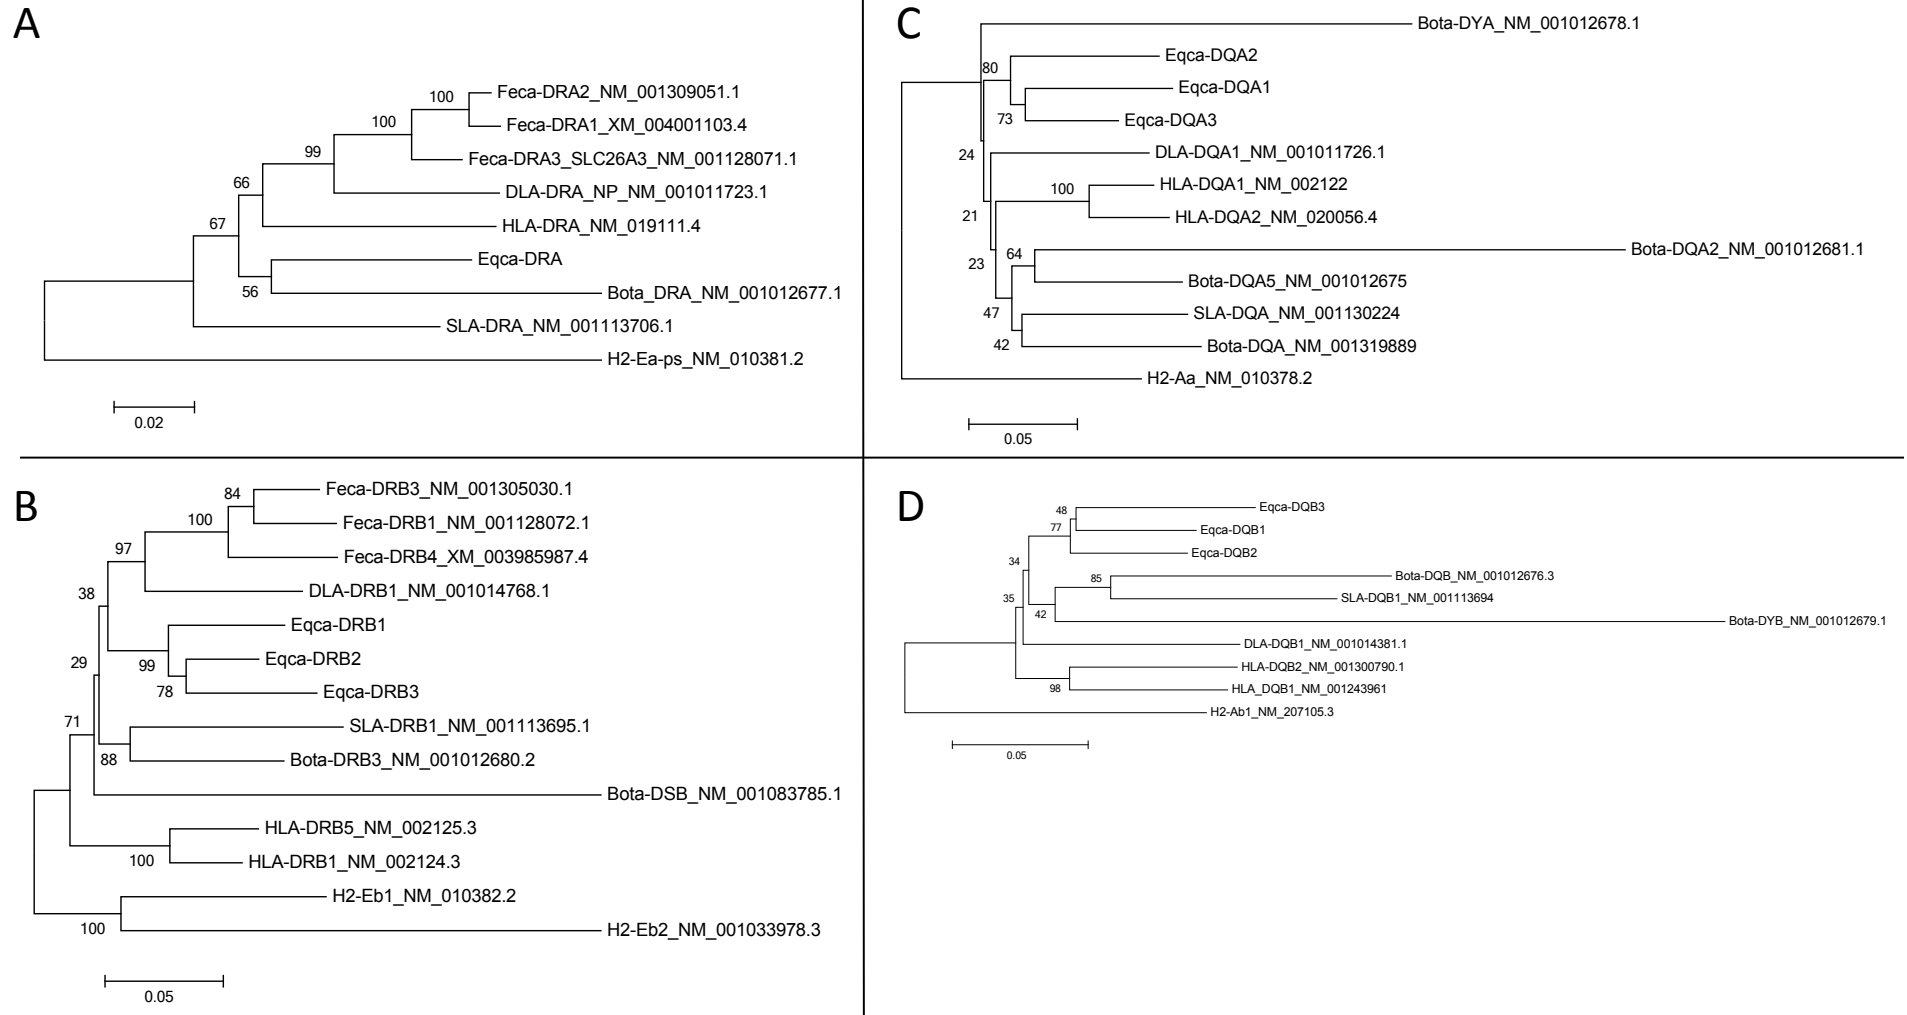 A
Feca-DRA2_NM_001309051.1
100
Feca-DRA1_XM_004001103.4
100
Feca-DRA3_SLC26A3_NM_001128071.1
99
DLA-DRA_NP_NM_001011723.1
66
HLA-DRA_NM_019111.4
67
Eqca-DRA
56
Bota_DRA_NM_001012677.1
SLA-DRA_NM_001113706.1
H2-Ea-ps_NM_010381.2
0.02
B
Feca-DRB3_NM_001305030.1
84
100
Feca-DRB1_NM_001128072.1
97
Feca-DRB4_XM_003985987.4
DLA-DRB1_NM_001014768.1
38
Eqca-DRB1
29
99
Eqca-DRB2
78
Eqca-DRB3
71
SLA-DRB1_NM_001113695.1
88
Bota-DRB3_NM_001012680.2
Bota-DSB_NM_001083785.1
HLA-DRB5_NM_002125.3
100
HLA-DRB1_NM_002124.3
H2-Eb1_NM_010382.2
100
H2-Eb2_NM_001033978.3
0.05
C
Bota-DYA_NM_001012678.1
80
Eqca-DQA2
Eqca-DQA1
73
Eqca-DQA3
24
DLA-DQA1_NM_001011726.1
100
HLA-DQA1_NM_002122
21
HLA-DQA2_NM_020056.4
23
64
Bota-DQA2_NM_001012681.1
Bota-DQA5_NM_001012675
47
SLA-DQA_NM_001130224
42
Bota-DQA_NM_001319889
H2-Aa_NM_010378.2
0.05
D
48
Eqca-DQB3
77
Eqca-DQB1
Eqca-DQB2
34
85
Bota-DQB_NM_001012676.3
35
SLA-DQB1_NM_001113694
42
Bota-DYB_NM_001012679.1
DLA-DQB1_NM_001014381.1
HLA-DQB2_NM_001300790.1
98
HLA_DQB1_NM_001243961
H2-Ab1_NM_207105.3
0.05